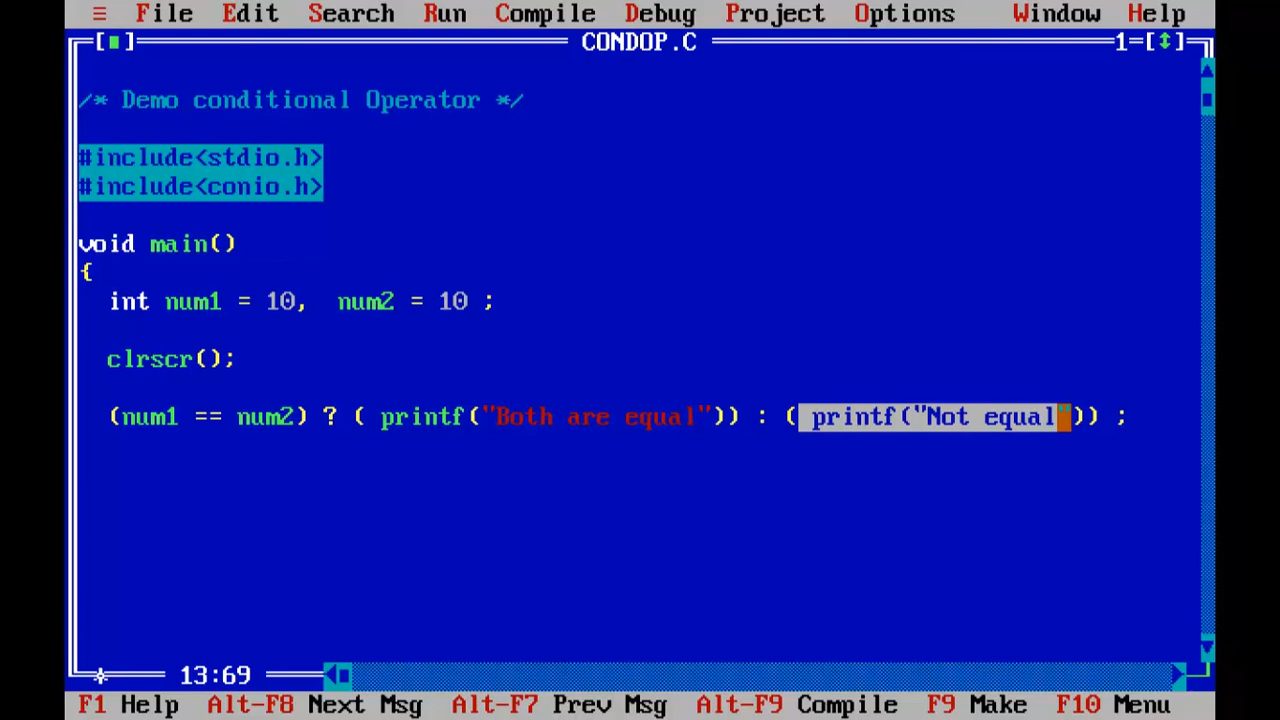 ≡ File Edit Search Run Compile Debug Project Options Window Help
[■] CONDOP.C 1=[↕]
/* Demo conditional Operator */
#include<stdio.h>
#include<conio.h>
void main()
{
int num1 = 10, num2 = 10 ;
clrscr();
(num1 == num2) ? ( printf("Both are equal")) : ( printf("Not equal")) ;
13:69
F1 Help Alt-F8 Next Msg Alt-F7 Prev Msg Alt-F9 Compile F9 Make F10 Menu